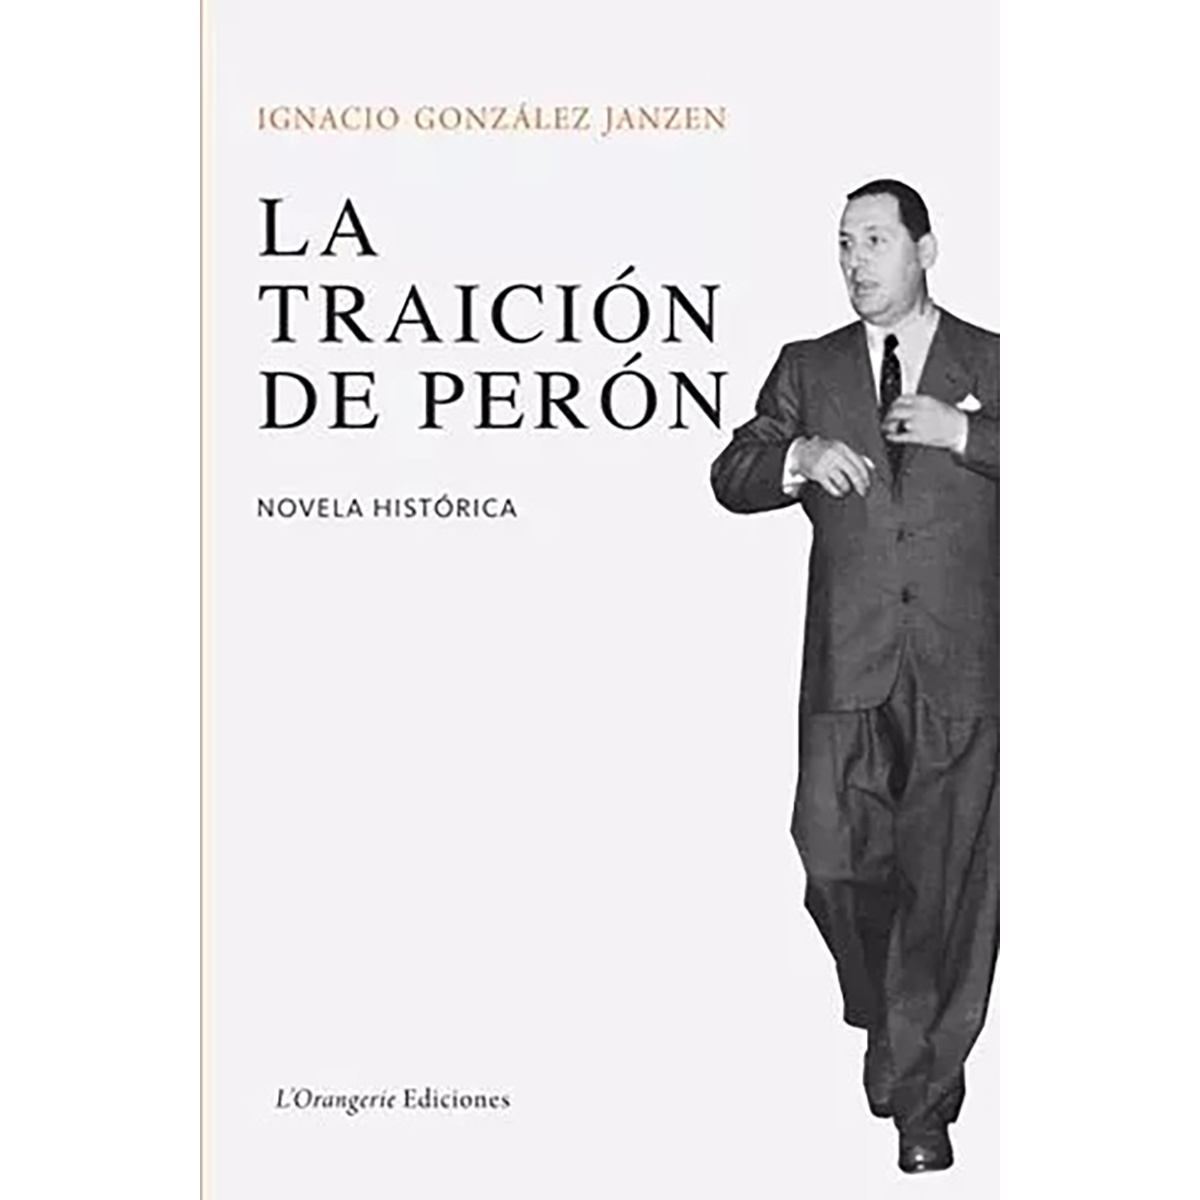 IGNACIO GONZÁLEZ JANZEN
LA
TRAICIÓN
DE PERÓN
NOVELA HISTÓRICA
L'Orangerie Ediciones